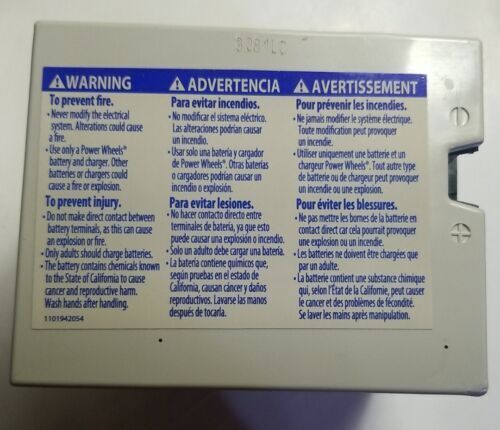 3081LC
⚠WARNING
To prevent fire.
• Never modify the electrical
system. Alterations could cause
a fire.
• Use only a Power Wheels®
battery and charger. Other
batteries or chargers could
cause a fire or explosion.
To prevent injury.
• Do not make direct contact between
battery terminals, as this can cause
an explosion or fire.
• Only adults should charge batteries.
• The battery contains chemicals known
to the State of California to cause
cancer and reproductive harm.
Wash hands after handling.
1101942054
⚠ADVERTENCIA
Para evitar incendios.
• No modificar el sistema eléctrico.
Las alteraciones podrían causar
un incendio.
• Usar solo una batería y cargador
de Power Wheels®. Otras baterías
o cargadores podrían causar un
incendio o explosión.
Para evitar lesiones.
• No hacer contacto directo entre
terminales de batería, ya que esto
puede causar una explosión o incendio.
• Solo un adulto debe cargar una batería.
• La batería contiene químicos que,
según pruebas en el estado de
California, causan cáncer y daños
reproductivos. Lavarse las manos
después de tocarla.
⚠AVERTISSEMENT
Pour prévenir les incendies.
• Ne jamais modifier le système électrique.
Toute modification peut provoquer
un incendie.
• Utiliser uniquement une batterie et un
chargeur Power Wheels®. Tout autre
type de batterie ou de chargeur peut provoquer
un incendie ou une explosion.
Pour éviter les blessures.
• Ne pas mettre les bornes de la batterie en
contact direct car cela pourrait provoquer
une explosion ou un incendie.
• Les batteries ne doivent être chargées que
par un adulte.
• La batterie contient une substance chimique
qui, selon l'État de la Californie, peut causer
le cancer et des problèmes de fécondité.
Se laver les mains après manipulation.